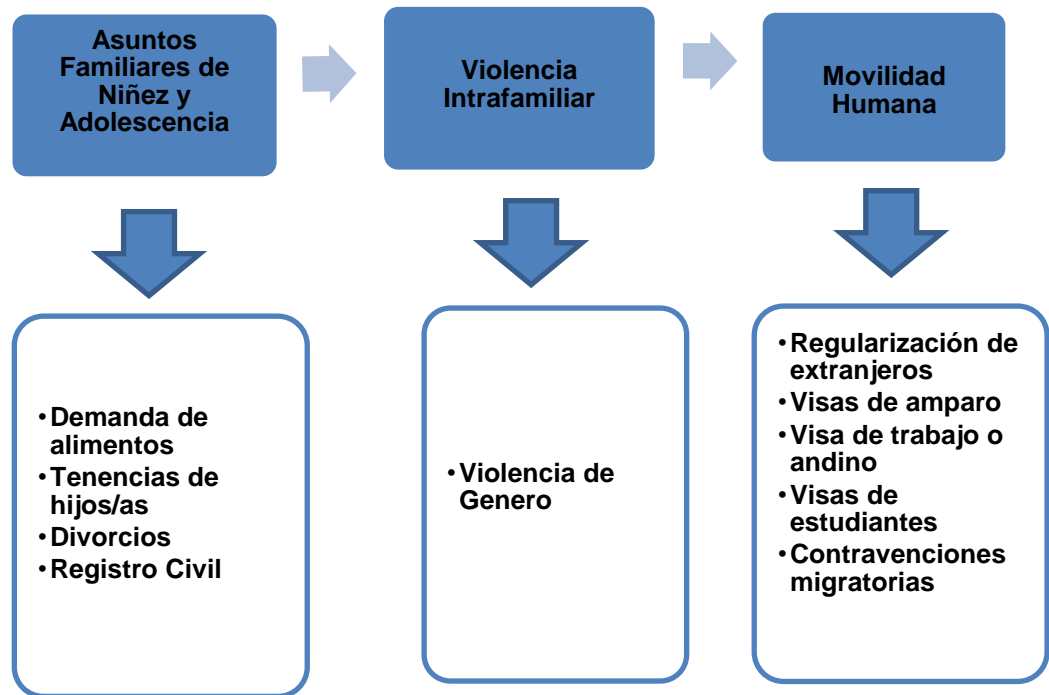 Asuntos
Familiares de
Niñez y
Adolescencia
Violencia
Intrafamiliar
Movilidad
Humana
•Demanda de
alimentos
•Tenencias de
hijos/as
•Divorcios
•Registro Civil
•Violencia de
Genero
•Regularización de
extranjeros
•Visas de amparo
•Visa de trabajo o
andino
•Visas de
estudiantes
•Contravenciones
migratorias